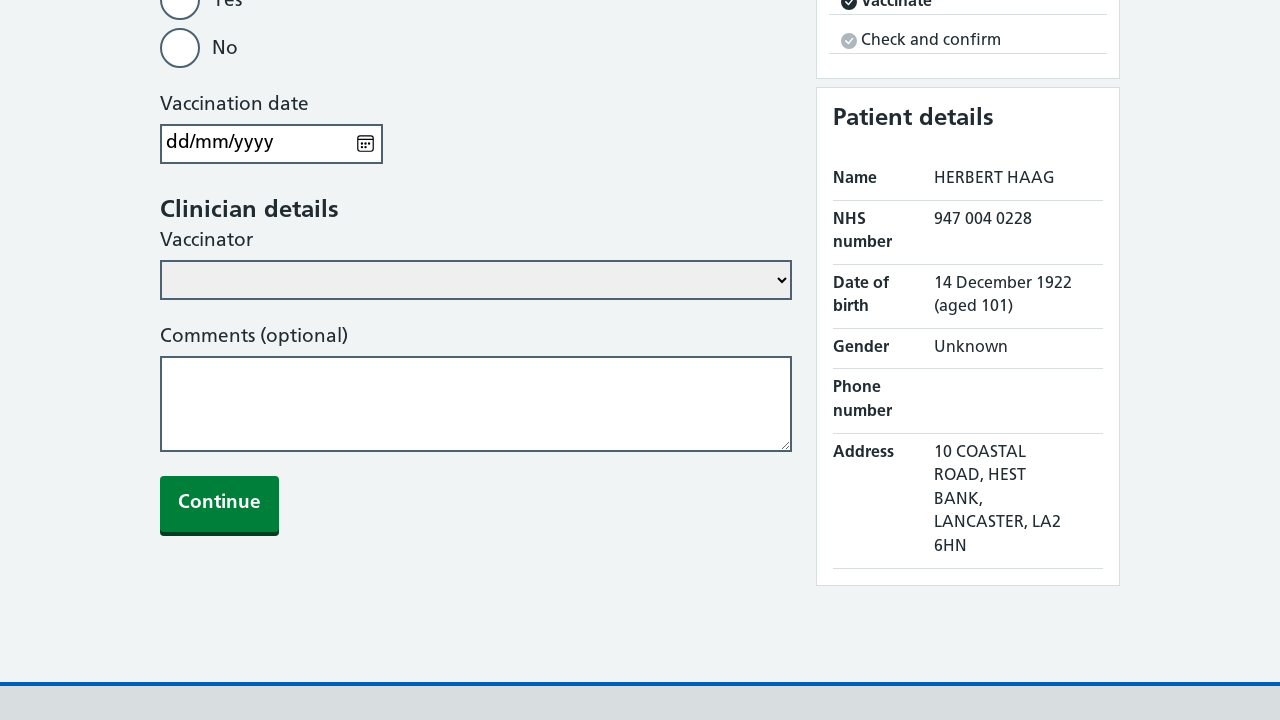 Yes
No
Vaccination date
dd/mm/yyyy
Clinician details
Vaccinator
Comments (optional)
Continue
Vaccinate
Check and confirm
Patient details
Name HERBERT HAAG
NHS number 947 004 0228
Date of birth 14 December 1922 (aged 101)
Gender Unknown
Phone number
Address 10 COASTAL
ROAD, HEST
BANK,
LANCASTER, LA2
6HN